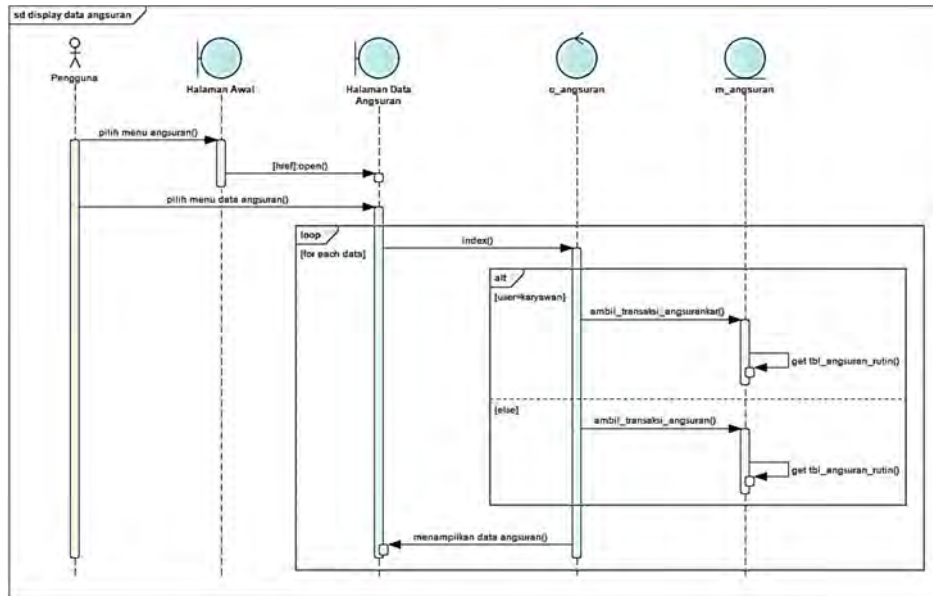 sd display data angsuran
Pengguna
Halaman Awal
Halaman Data
Angsuran
c_angsuran
m_angsuran
pilih menu angsuran()
[href]:open()
pilih menu data angsuran()
loop
[for each data]
index()
alt
[user=karyawan]
ambil_transaksi_angsurankar()
get tbl_angsuran_rutin()
[else]
ambil_transaksi_angsuran()
get tbl_angsuran_rutin()
menampilkan data angsuran()